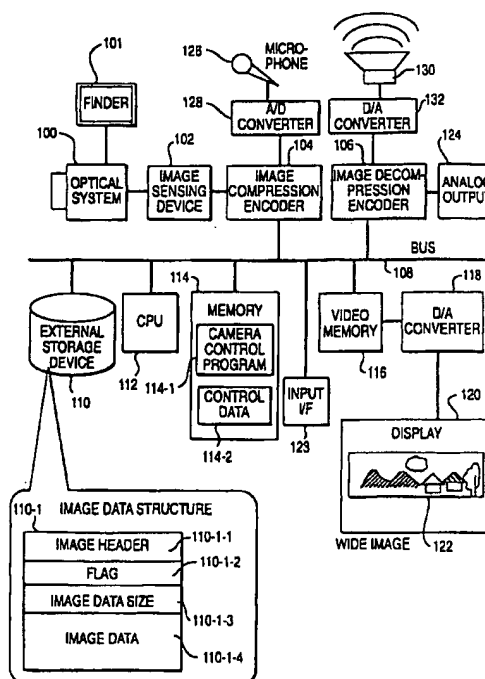 101
FINDER
128
MICRO-
PHONE
130
A/D
CONVERTER
128
D/A
CONVERTER
132
100
OPTICAL
SYSTEM
102
IMAGE
SENSING
DEVICE
104
IMAGE
COMPRESSION
ENCODER
106
IMAGE DECOM-
PRESSION
ENCODER
124
ANALOG
OUTPUT
BUS
108
EXTERNAL
STORAGE
DEVICE
110
CPU
112
114
MEMORY
CAMERA
CONTROL
PROGRAM
114-1
CONTROL
DATA
114-2
INPUT
I/F
123
VIDEO
MEMORY
116
118
D/A
CONVERTER
120
DISPLAY
WIDE IMAGE
122
110-1
IMAGE DATA STRUCTURE
IMAGE HEADER
110-1-1
FLAG
110-1-2
IMAGE DATA SIZE
110-1-3
IMAGE DATA
110-1-4